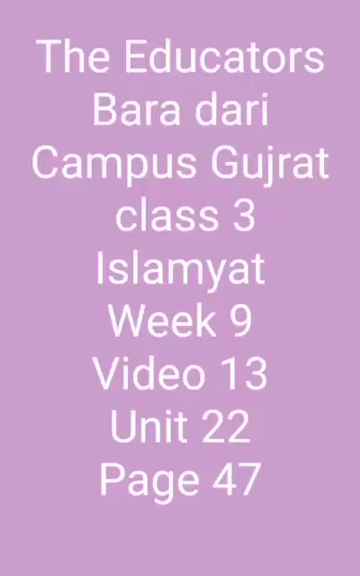 The Educators
Bara dari
Campus Gujrat
class 3
Islamyat
Week 9
Video 13
Unit 22
Page 47